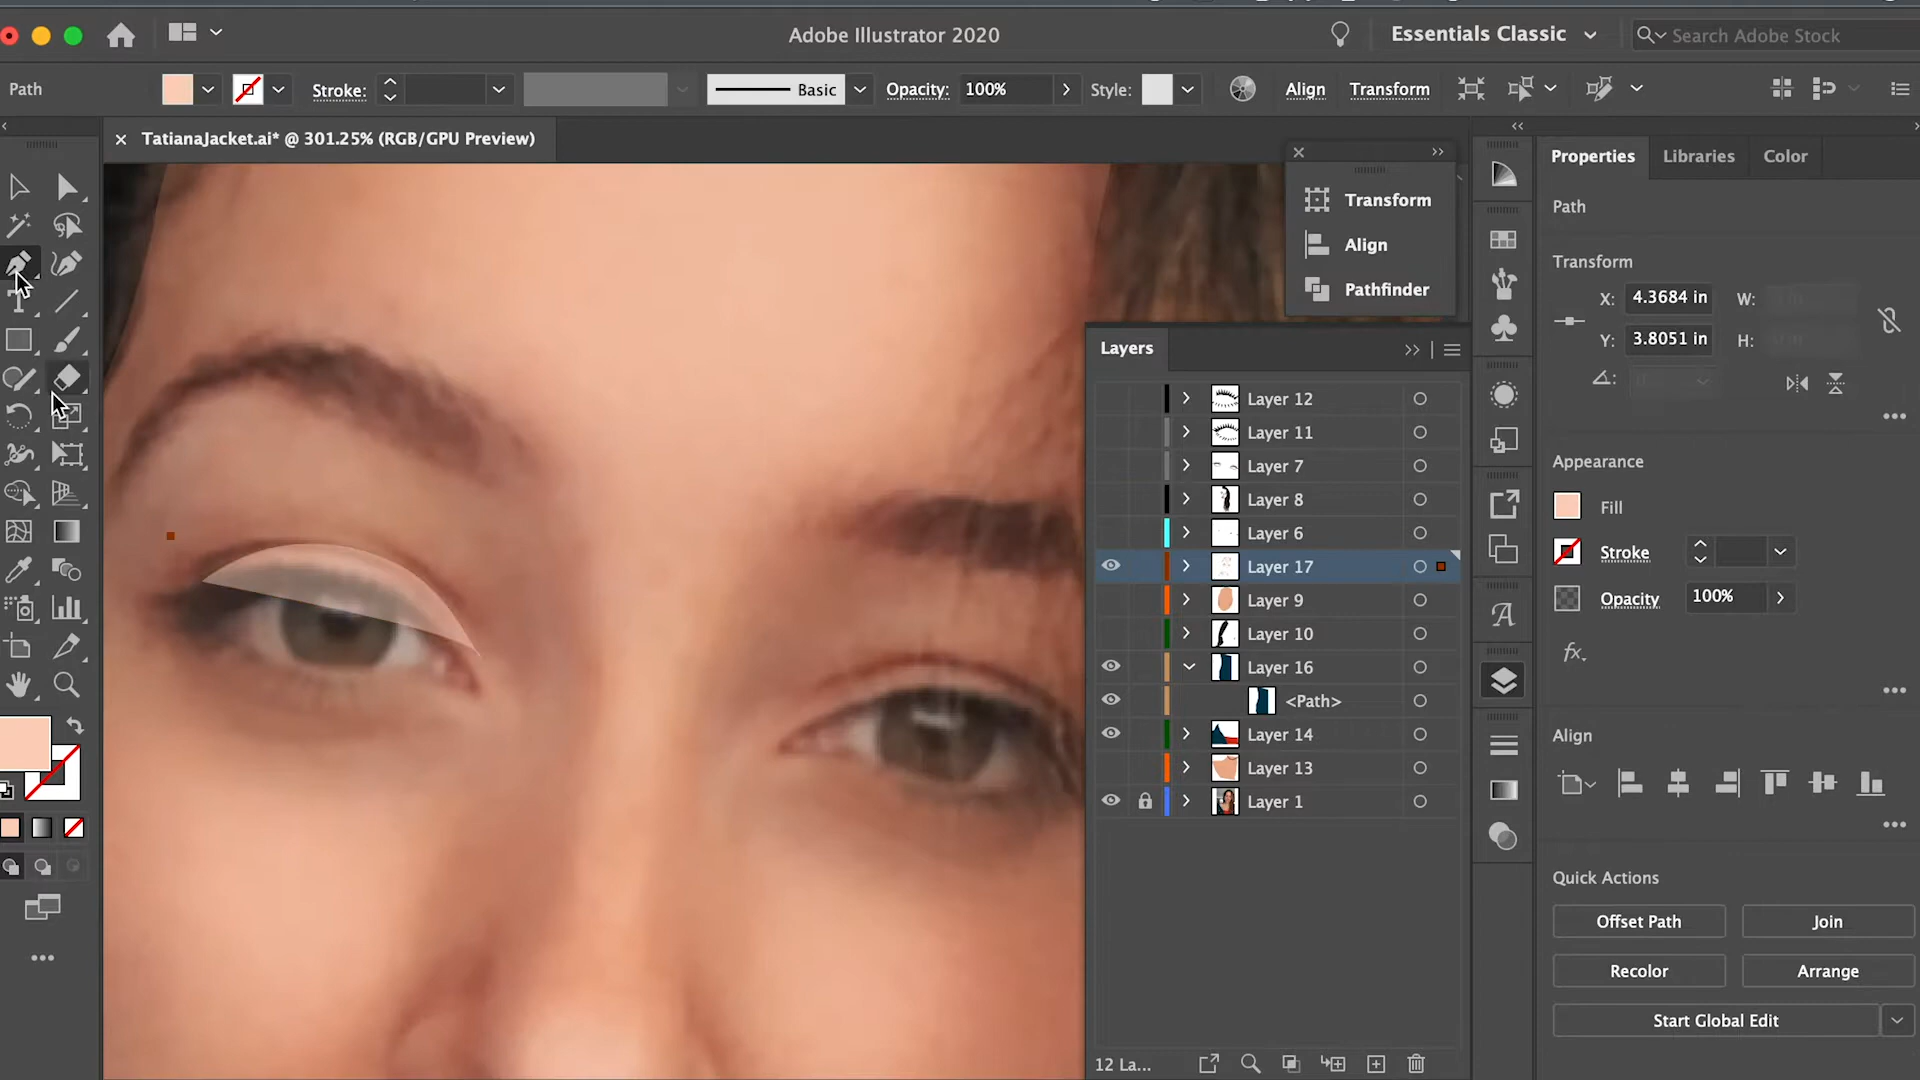 Adobe Illustrator 2020
Essentials Classic
Search Adobe Stock
Path
Stroke:
Basic
Opacity: 100%
Style:
Align
Transform
TatianaJacket.ai* @ 301.25% (RGB/GPU Preview)
Transform
Align
Pathfinder
Layers
Layer 12
Layer 11
Layer 7
Layer 8
Layer 6
Layer 17
Layer 9
Layer 10
Layer 16
<Path>
Layer 14
Layer 13
Layer 1
12 La...
Properties
Libraries
Color
Path
Transform
X: 4.3684 in
W:
Y: 3.8051 in
H:
Appearance
Fill
Stroke
Opacity
100%
fx.
Align
Quick Actions
Offset Path
Join
Recolor
Arrange
Start Global Edit